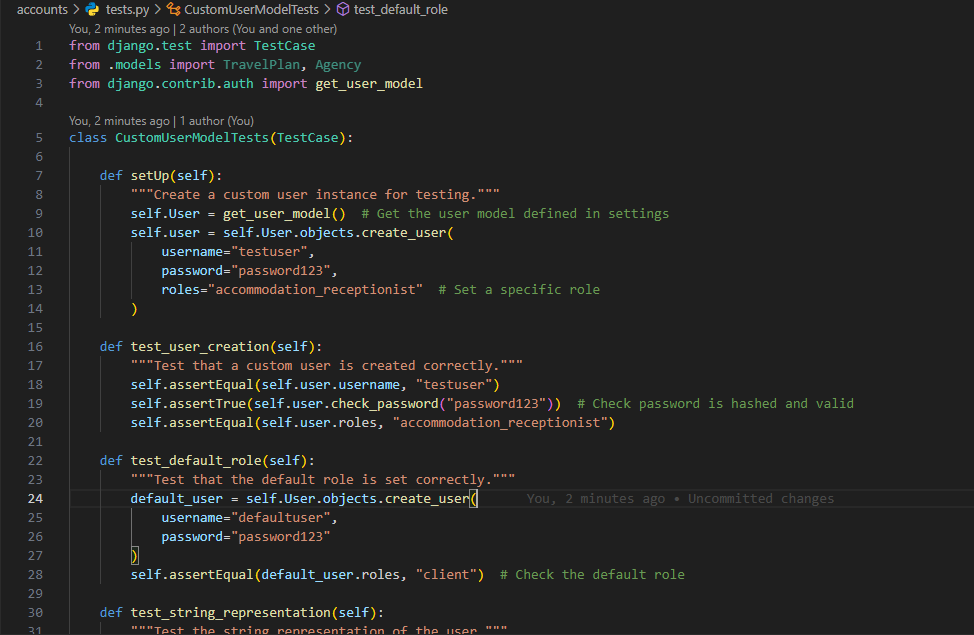 accounts > tests.py > CustomUserModelTests > test_default_role
You, 2 minutes ago | 2 authors (You and one other)
1 from django.test import TestCase
2 from .models import TravelPlan, Agency
3 from django.contrib.auth import get_user_model
4
You, 2 minutes ago | 1 author (You)
5 class CustomUserModelTests(TestCase):
6
7     def setUp(self):
8         """Create a custom user instance for testing."""
9         self.User = get_user_model()  # Get the user model defined in settings
10         self.user = self.User.objects.create_user(
11             username="testuser",
12             password="password123",
13             roles="accommodation_receptionist"  # Set a specific role
14         )
15
16     def test_user_creation(self):
17         """Test that a custom user is created correctly."""
18         self.assertEqual(self.user.username, "testuser")
19         self.assertTrue(self.user.check_password("password123"))  # Check password is hashed and valid
20         self.assertEqual(self.user.roles, "accommodation_receptionist")
21
22     def test_default_role(self):
23         """Test that the default role is set correctly."""
24         default_user = self.User.objects.create_user(      You, 2 minutes ago • Uncommitted changes
25             username="defaultuser",
26             password="password123"
27         )
28         self.assertEqual(default_user.roles, "client")  # Check the default role
29
30     def test_string_representation(self):
31         """Test the string representation of the user."""